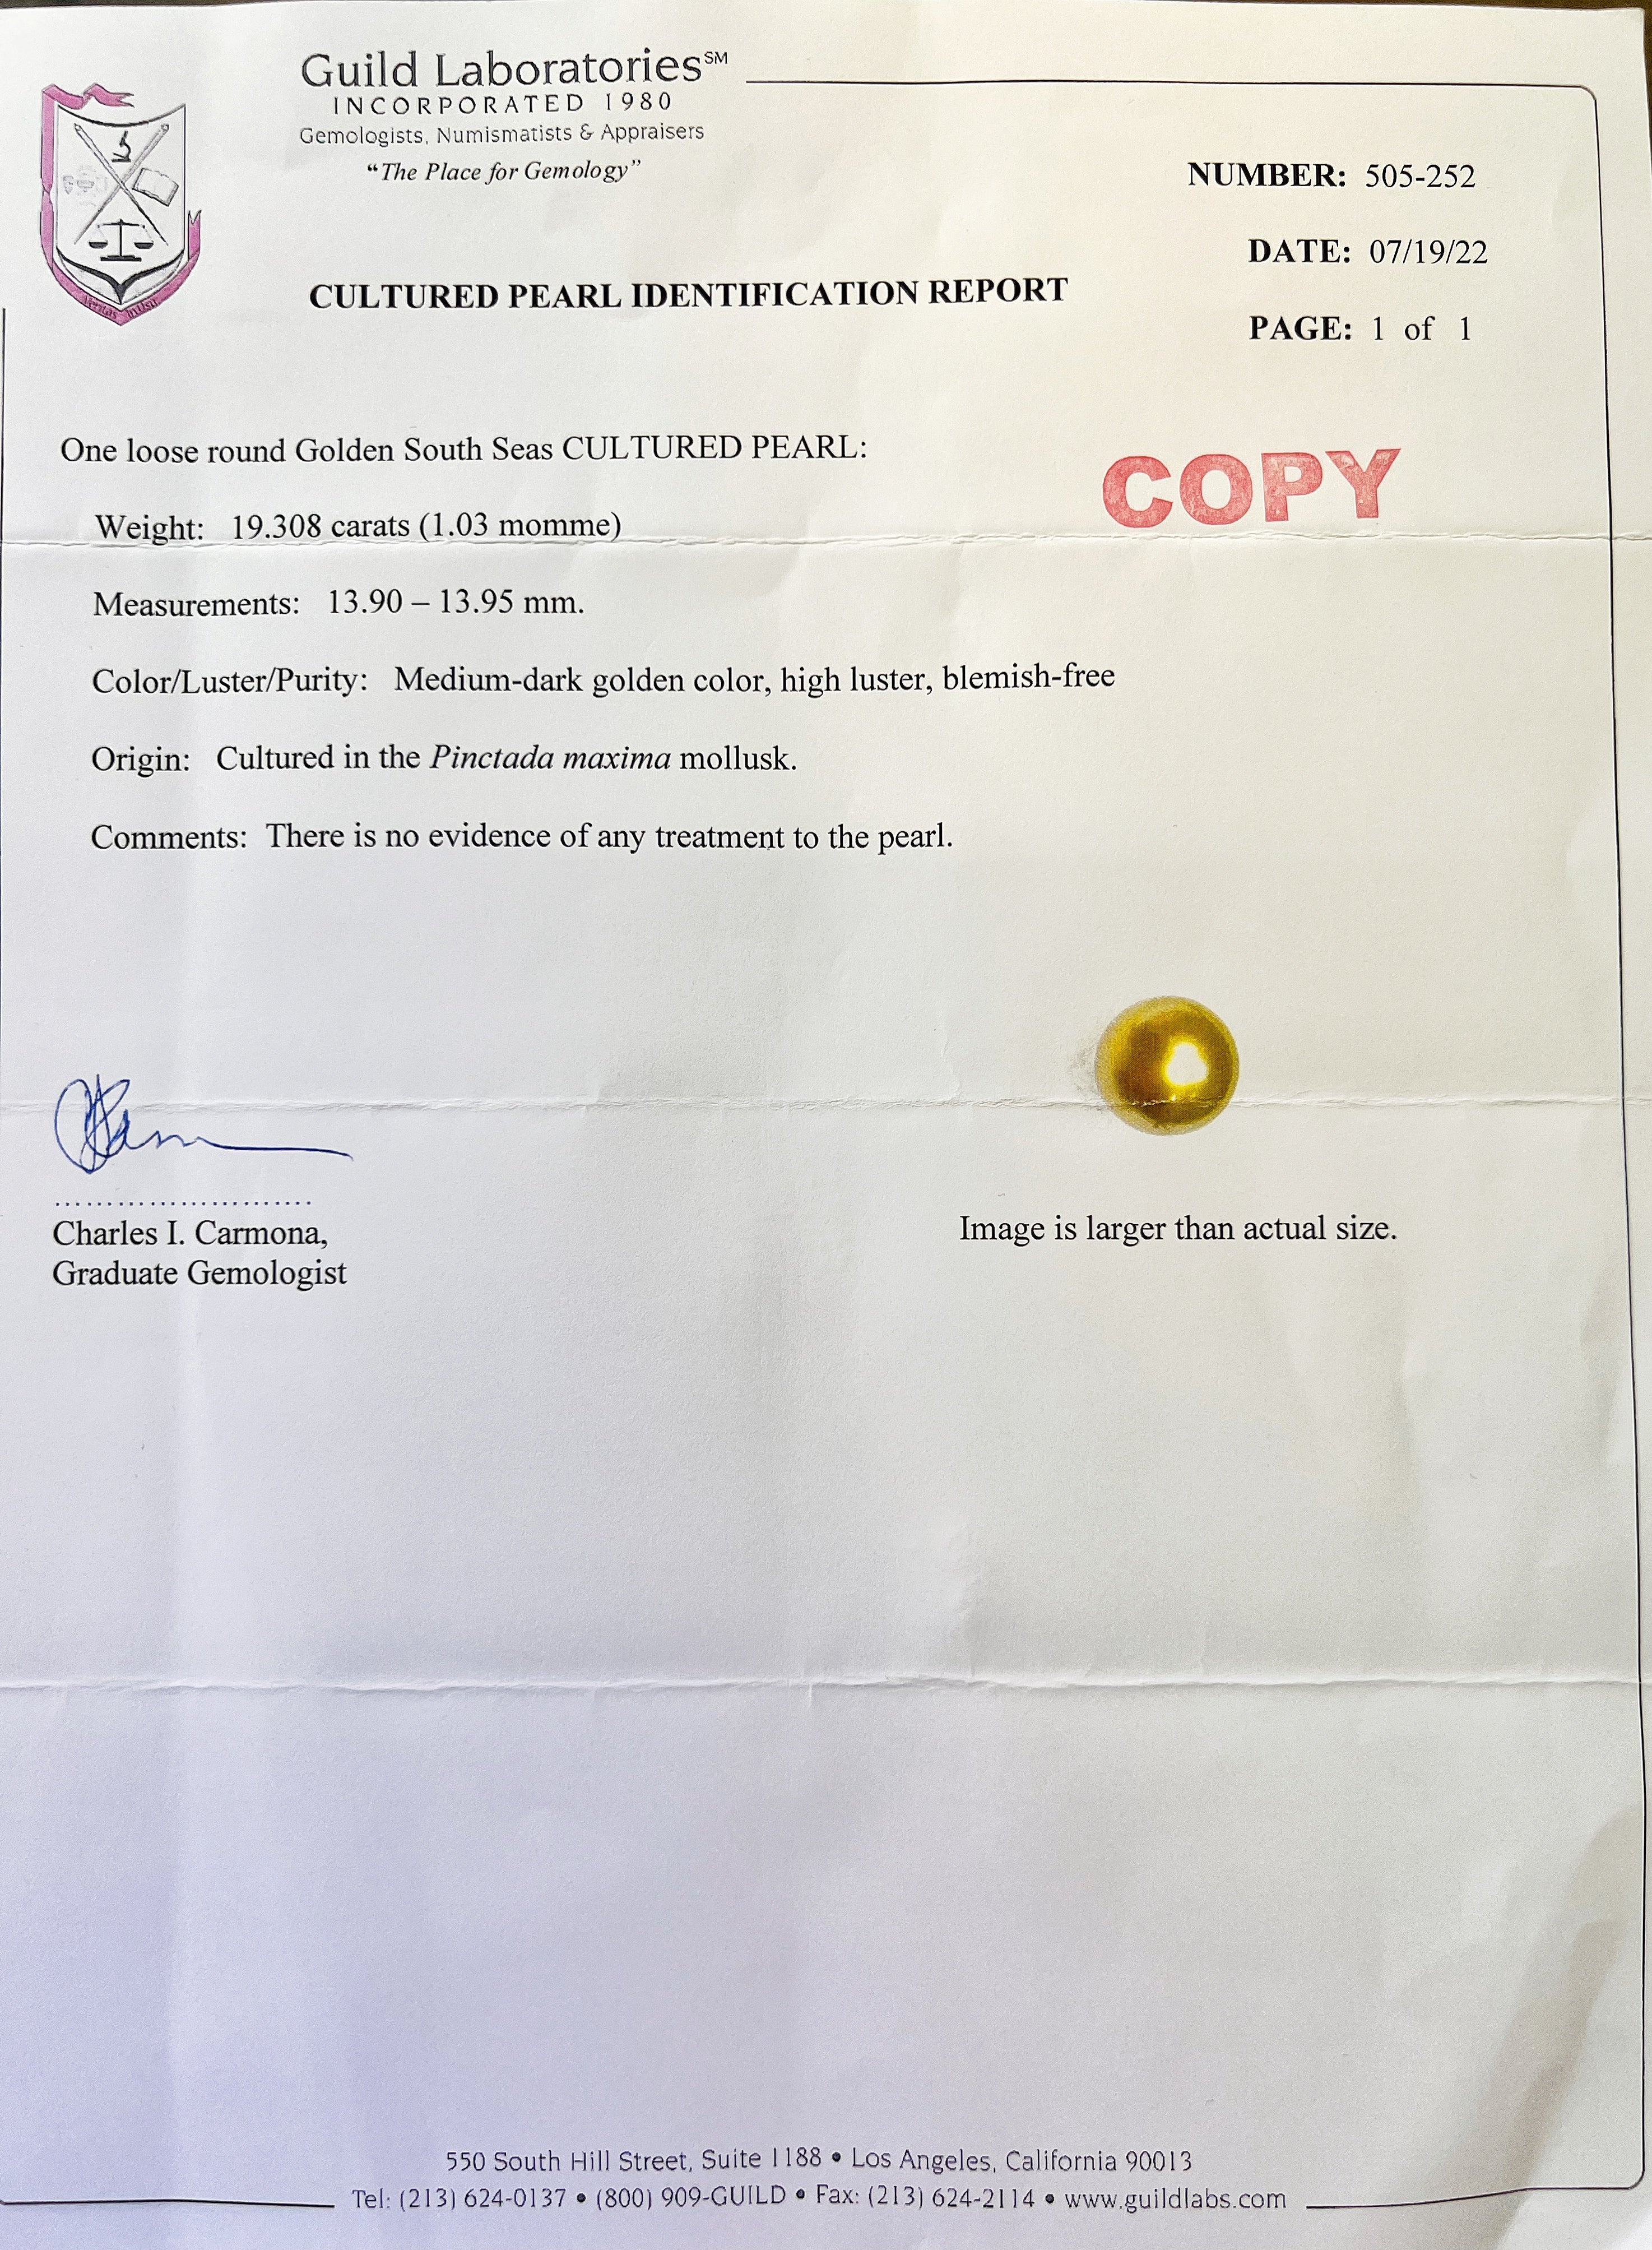 Guild Laboratories℠
INCORPORATED 1980
Gemologists, Numismatists & Appraisers
“The Place for Gemology”
Veritas
NUMBER: 505-252
DATE: 07/19/22
PAGE: 1 of 1
CULTURED PEARL IDENTIFICATION REPORT
One loose round Golden South Seas CULTURED PEARL:
COPY
Weight: 19.308 carats (1.03 momme)
Measurements: 13.90 – 13.95 mm.
Color/Luster/Purity: Medium-dark golden color, high luster, blemish-free
Origin: Cultured in the Pinctada maxima mollusk.
Comments: There is no evidence of any treatment to the pearl.
Charles I. Carmona,
Graduate Gemologist
Image is larger than actual size.
550 South Hill Street, Suite 1188 • Los Angeles, California 90013
Tel: (213) 624-0137 • (800) 909-GUILD • Fax: (213) 624-2114 • www.guildlabs.com